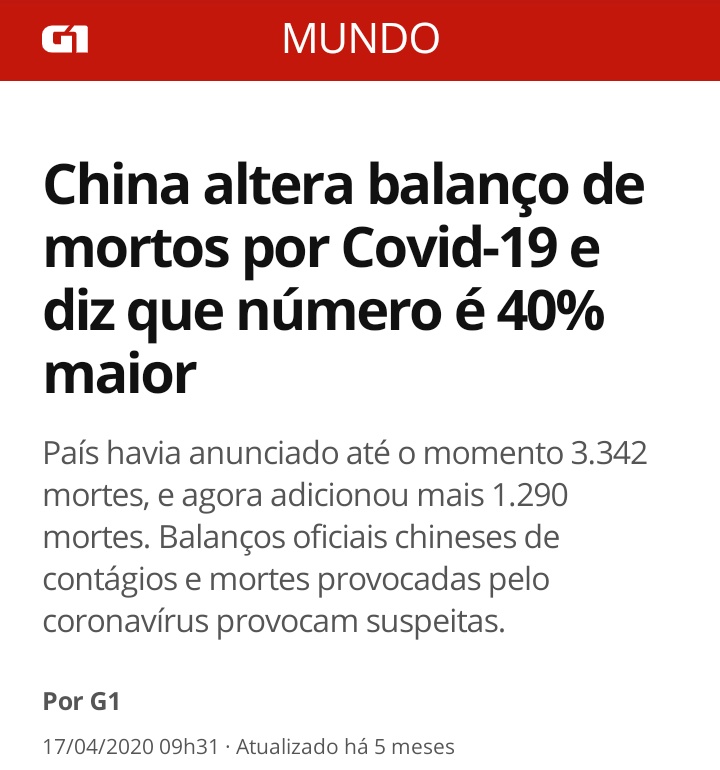 G1
MUNDO
China altera balanço de
mortos por Covid-19 e
diz que número é 40%
maior
País havia anunciado até o momento 3.342
mortes, e agora adicionou mais 1.290
mortes. Balanços oficiais chineses de
contágios e mortes provocadas pelo
coronavírus provocam suspeitas.
Por G1
17/04/2020 09h31 · Atualizado há 5 meses